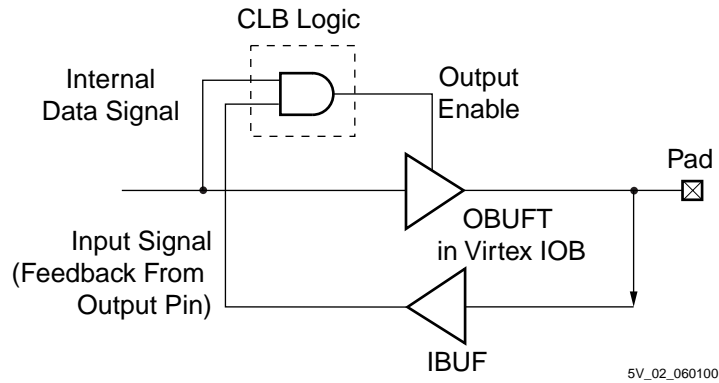 CLB Logic
Internal
Data Signal
Output
Enable
Pad
OBUFT
in Virtex IOB
Input Signal
(Feedback From
Output Pin)
IBUF
5V_02_060100